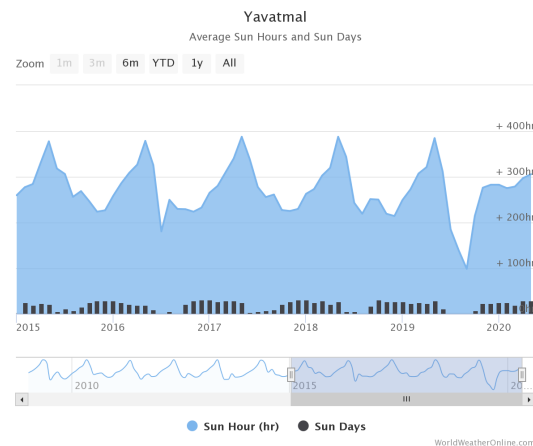 Yavatmal
Average Sun Hours and Sun Days
Zoom 1m 3m 6m YTD 1y All
+ 400hr
+ 300hr
+ 200hr
+ 100hr
2015 2016 2017 2018 2019 2020
2010 2015 20
Sun Hour (hr) Sun Days
WorldWeatherOnline.com